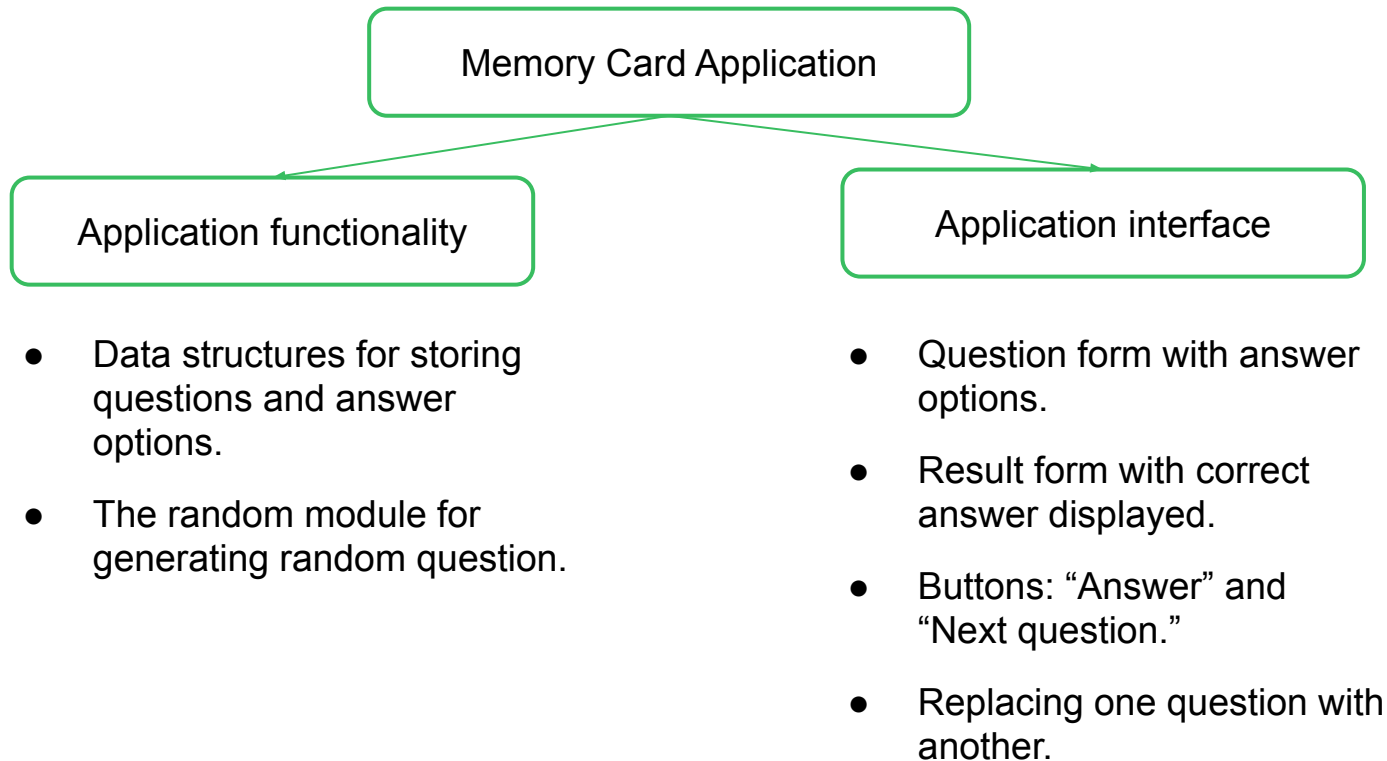 Memory Card Application
Application functionality
● Data structures for storing
questions and answer
options.
● The random module for
generating random question.
Application interface
● Question form with answer
options.
● Result form with correct
answer displayed.
● Buttons: “Answer” and
“Next question.”
● Replacing one question with
another.